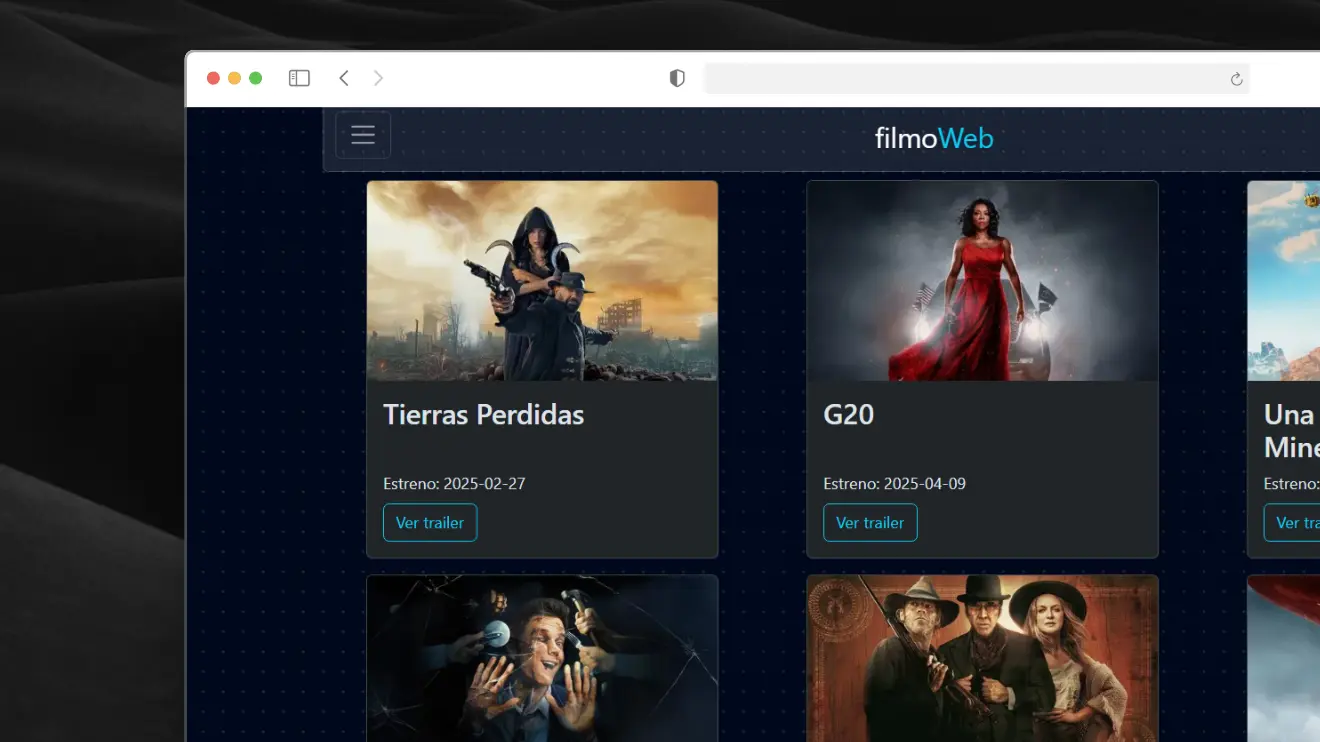 filmoWeb
Tierras Perdidas
Estreno: 2025-02-27
Ver trailer
G20
Estreno: 2025-04-09
Ver trailer
Una
Mine
Estreno:
Ver tra